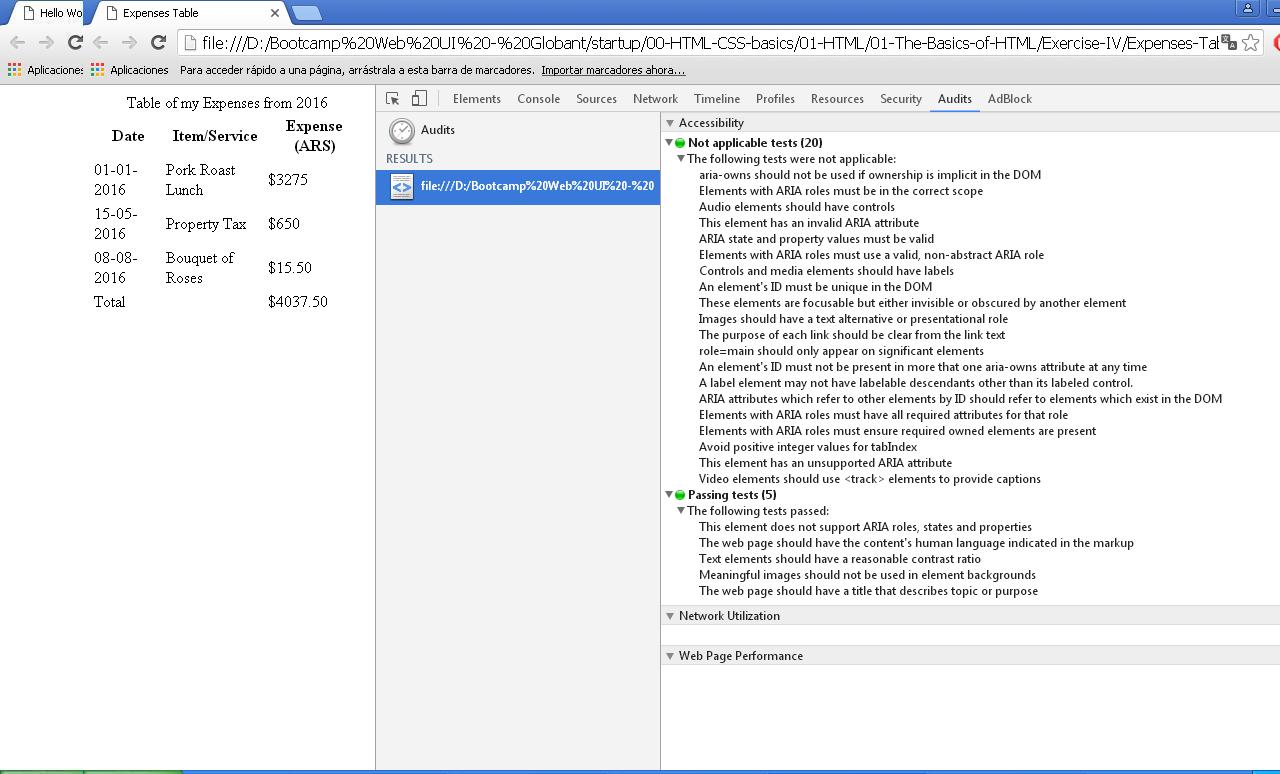 Hello Wo
Expenses Table
file:///D:/Bootcamp%20Web%20UI%20-%20Globant/startup/00-HTML-CSS-basics/01-HTML/01-The-Basics-of-HTML/Exercise-IV/Expenses-Tal
Aplicaciones Aplicaciones Para acceder rápido a una página, arrástrala a esta barra de marcadores. Importar marcadores ahora...
Table of my Expenses from 2016
Date Item/Service Expense (ARS)
01-01-2016 Pork Roast Lunch $3275
15-05-2016 Property Tax $650
08-08-2016 Bouquet of Roses $15.50
Total $4037.50
Elements Console Sources Network Timeline Profiles Resources Security Audits AdBlock
Audits
RESULTS
file:///D:/Bootcamp%20Web%20UI%20-%20
Accessibility
Not applicable tests (20)
The following tests were not applicable:
aria-owns should not be used if ownership is implicit in the DOM
Elements with ARIA roles must be in the correct scope
Audio elements should have controls
This element has an invalid ARIA attribute
ARIA state and property values must be valid
Elements with ARIA roles must use a valid, non-abstract ARIA role
Controls and media elements should have labels
An element's ID must be unique in the DOM
These elements are focusable but either invisible or obscured by another element
Images should have a text alternative or presentational role
The purpose of each link should be clear from the link text
role=main should only appear on significant elements
An element's ID must not be present in more that one aria-owns attribute at any time
A label element may not have labelable descendants other than its labeled control.
ARIA attributes which refer to other elements by ID should refer to elements which exist in the DOM
Elements with ARIA roles must have all required attributes for that role
Elements with ARIA roles must ensure required owned elements are present
Avoid positive integer values for tabIndex
This element has an unsupported ARIA attribute
Video elements should use <track> elements to provide captions
Passing tests (5)
The following tests passed:
This element does not support ARIA roles, states and properties
The web page should have the content's human language indicated in the markup
Text elements should have a reasonable contrast ratio
Meaningful images should not be used in element backgrounds
The web page should have a title that describes topic or purpose
Network Utilization
Web Page Performance